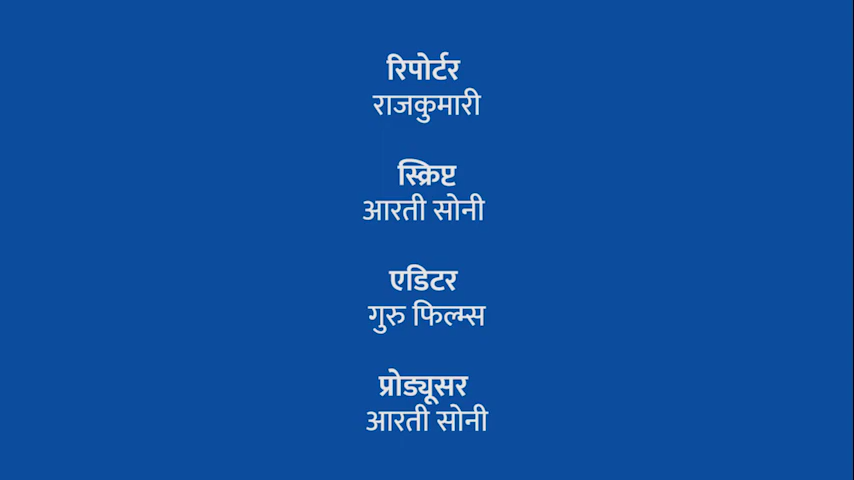 रिपोर्टर
राजकुमारी
स्क्रिप्ट
आरती सोनी
एडिटर
गुरु फिल्म्स
प्रोड्यूसर
आरती सोनी